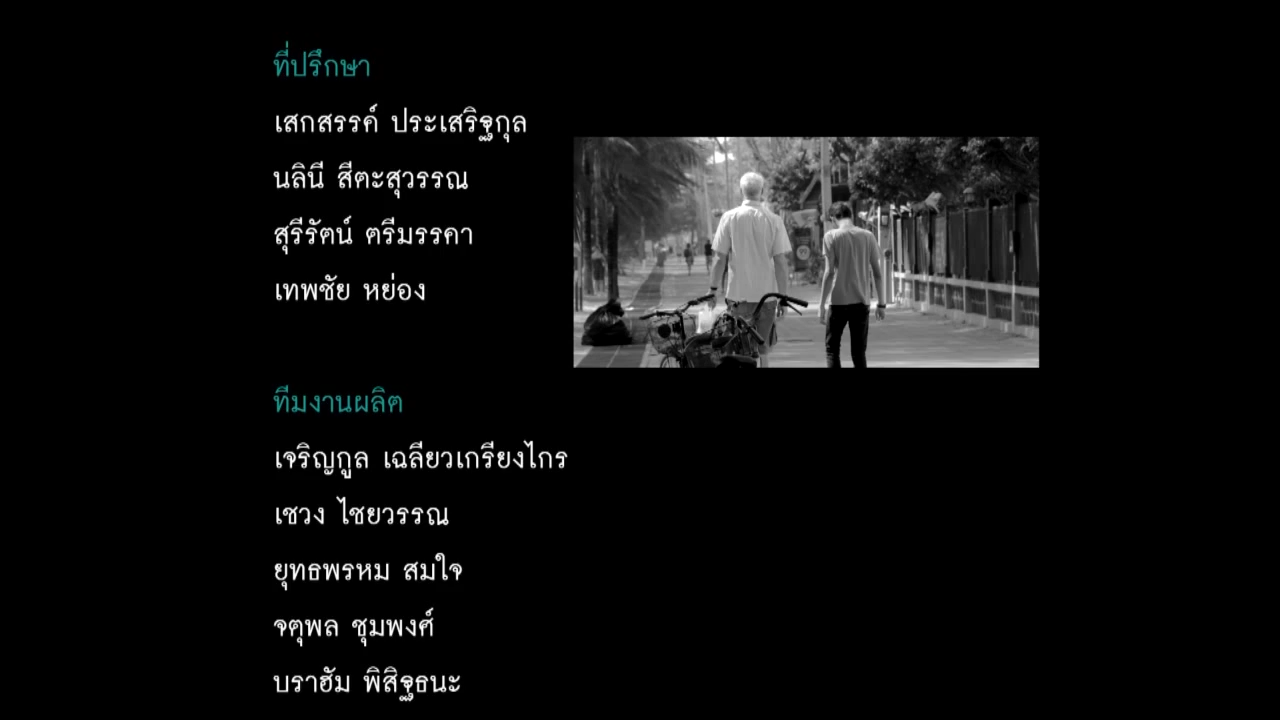 ที่ปรึกษา
เสกสรรค์ ประเสริฐกุล
นลินี สีตะสุวรรณ
สุรีรัตน์ ตรีมรรคา
เทพชัย หย่อง
ทีมงานผลิต
เจริญกูล เฉลียวเกรียงไกร
เชวง ไชยวรรณ
ยุทธพรหม สมใจ
จตุพล ชุมพงศ์
บราฮัม พิสิฐธนะ